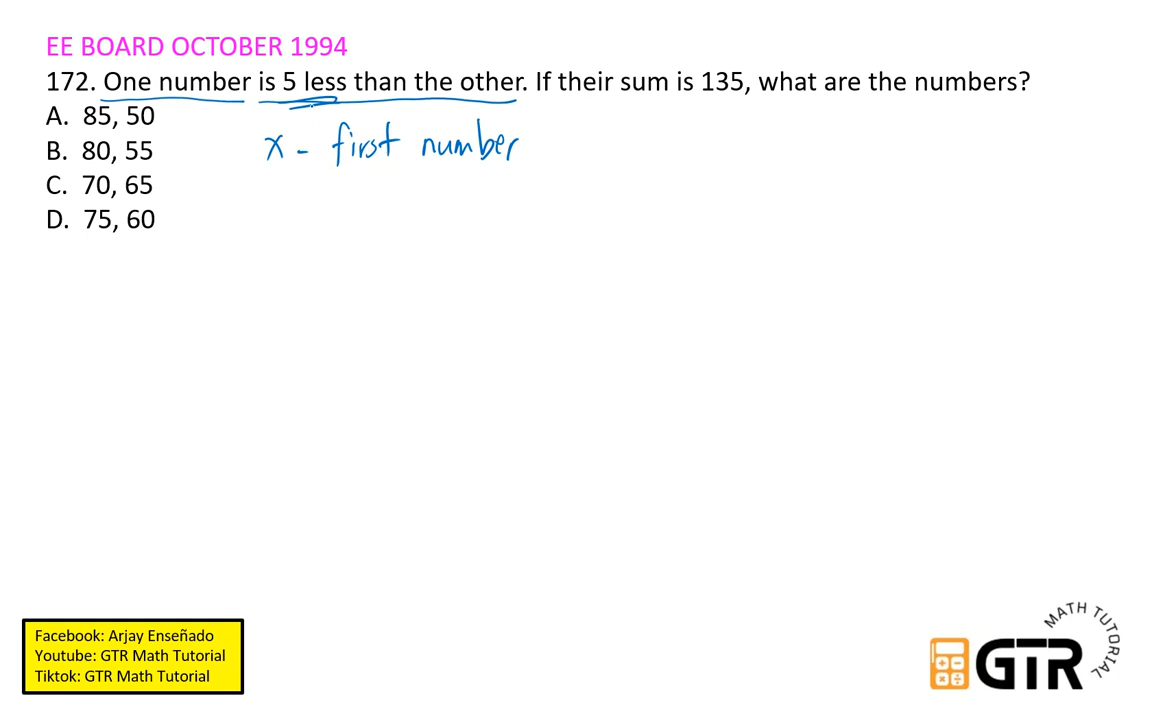 EE BOARD OCTOBER 1994
172. One number is 5 less than the other. If their sum is 135, what are the numbers?
A. 85, 50
B. 80, 55
C. 70, 65
D. 75, 60
x - first number
Facebook: Arjay Enseñado
Youtube: GTR Math Tutorial
Tiktok: GTR Math Tutorial
MATH TUTORIAL
GTR